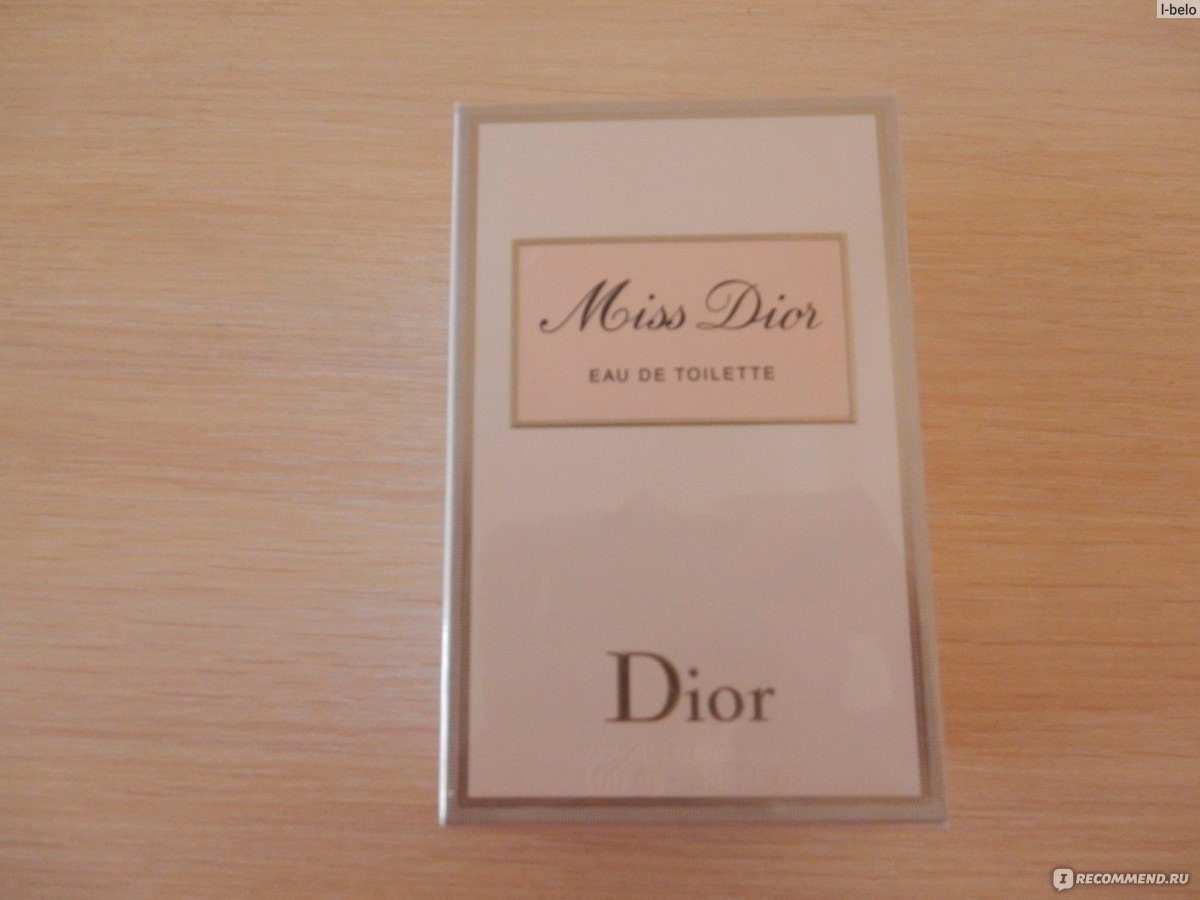 I-belo
Miss Dior
EAU DE TOILETTE
Dior
I RECOMMEND.RU